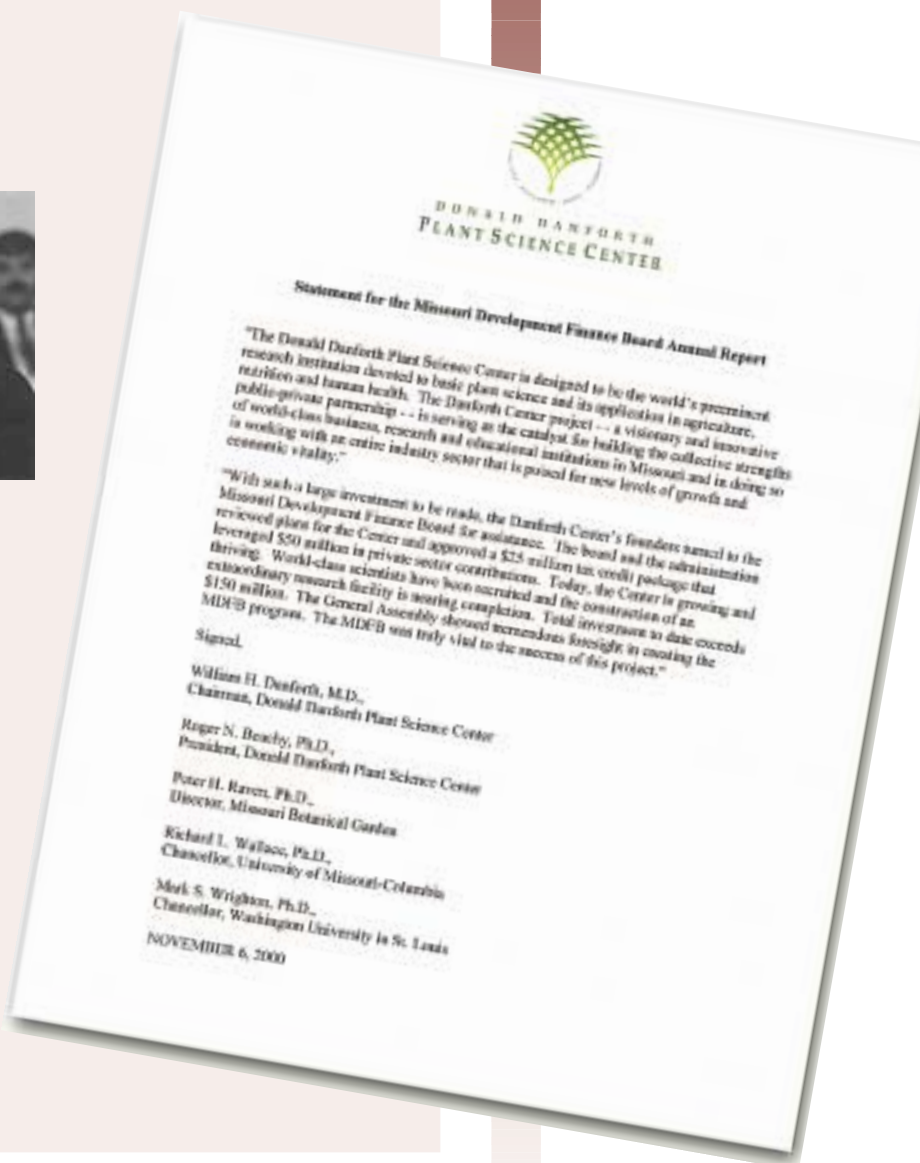 DONALD DANFORTH
PLANT SCIENCE CENTER
Statement for the Missouri Development Finance Board Annual Report
"The Donald Danforth Plant Science Center is designed to be the world's preeminent
research institution devoted to basic plant science and its application in agriculture,
nutrition and human health. The Danforth Center project -- a visionary and innovative
public-private partnership -- is serving as the catalyst for building the collective strengths
of world-class business, research and educational institutions in Missouri and in doing so
is working with an entire industry sector that is poised for new levels of growth and
economic vitality."
"With such a large investment to be made, the Danforth Center's founders turned to the
Missouri Development Finance Board for assistance. The board and the administration
reviewed plans for the Center and approved a $25 million tax credit package that
leveraged $50 million in private sector contributions. Today, the Center is growing and
thriving. World-class scientists have been recruited and the construction of an
extraordinary research facility is nearing completion. Total investment to date exceeds
$150 million. The General Assembly showed tremendous foresight in creating the
MDFB program. The MDFB was truly vital to the success of this project."
Signed,
William H. Danforth, M.D.,
Chairman, Donald Danforth Plant Science Center
Roger N. Beachy, Ph.D.,
President, Donald Danforth Plant Science Center
Peter H. Raven, Ph.D.,
Director, Missouri Botanical Garden
Richard L. Wallace, Ph.D.,
Chancellor, University of Missouri-Columbia
Mark S. Wrighton, Ph.D.,
Chancellor, Washington University in St. Louis
NOVEMBER 6, 2000